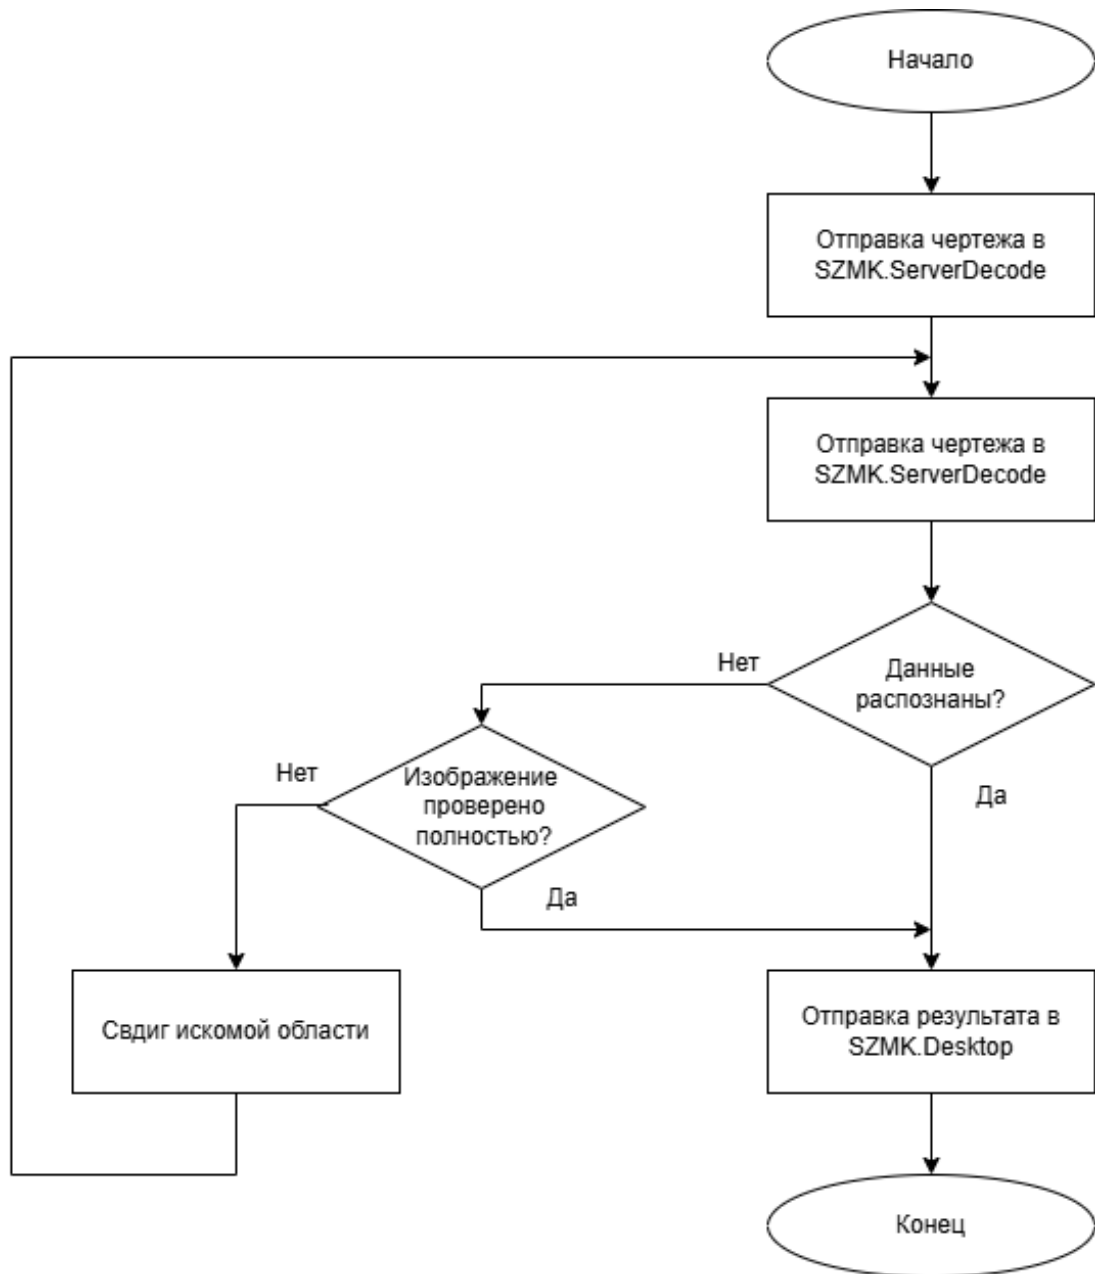 Начало
Отправка чертежа в
SZMK.ServerDecode
Отправка чертежа в
SZMK.ServerDecode
Данные
распознаны?
Нет
Да
Изображение
проверено
полностью?
Нет
Да
Свдиг искомой области
Отправка результата в
SZMK.Desktop
Конец